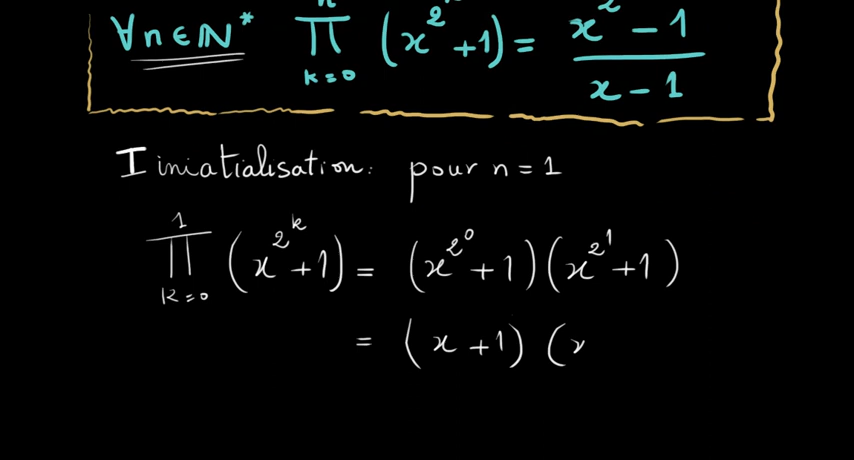 ∀n∈ℕ* ∏_{k=0}^{n} (x^{2^k}+1) = (x^2 - 1)/(x - 1)
Iniatialisation: pour n = 1
∏_{k=0}^{1} (x^{2^k}+1) = (x^{2^0}+1)(x^{2^1}+1)
= (x+1) (x